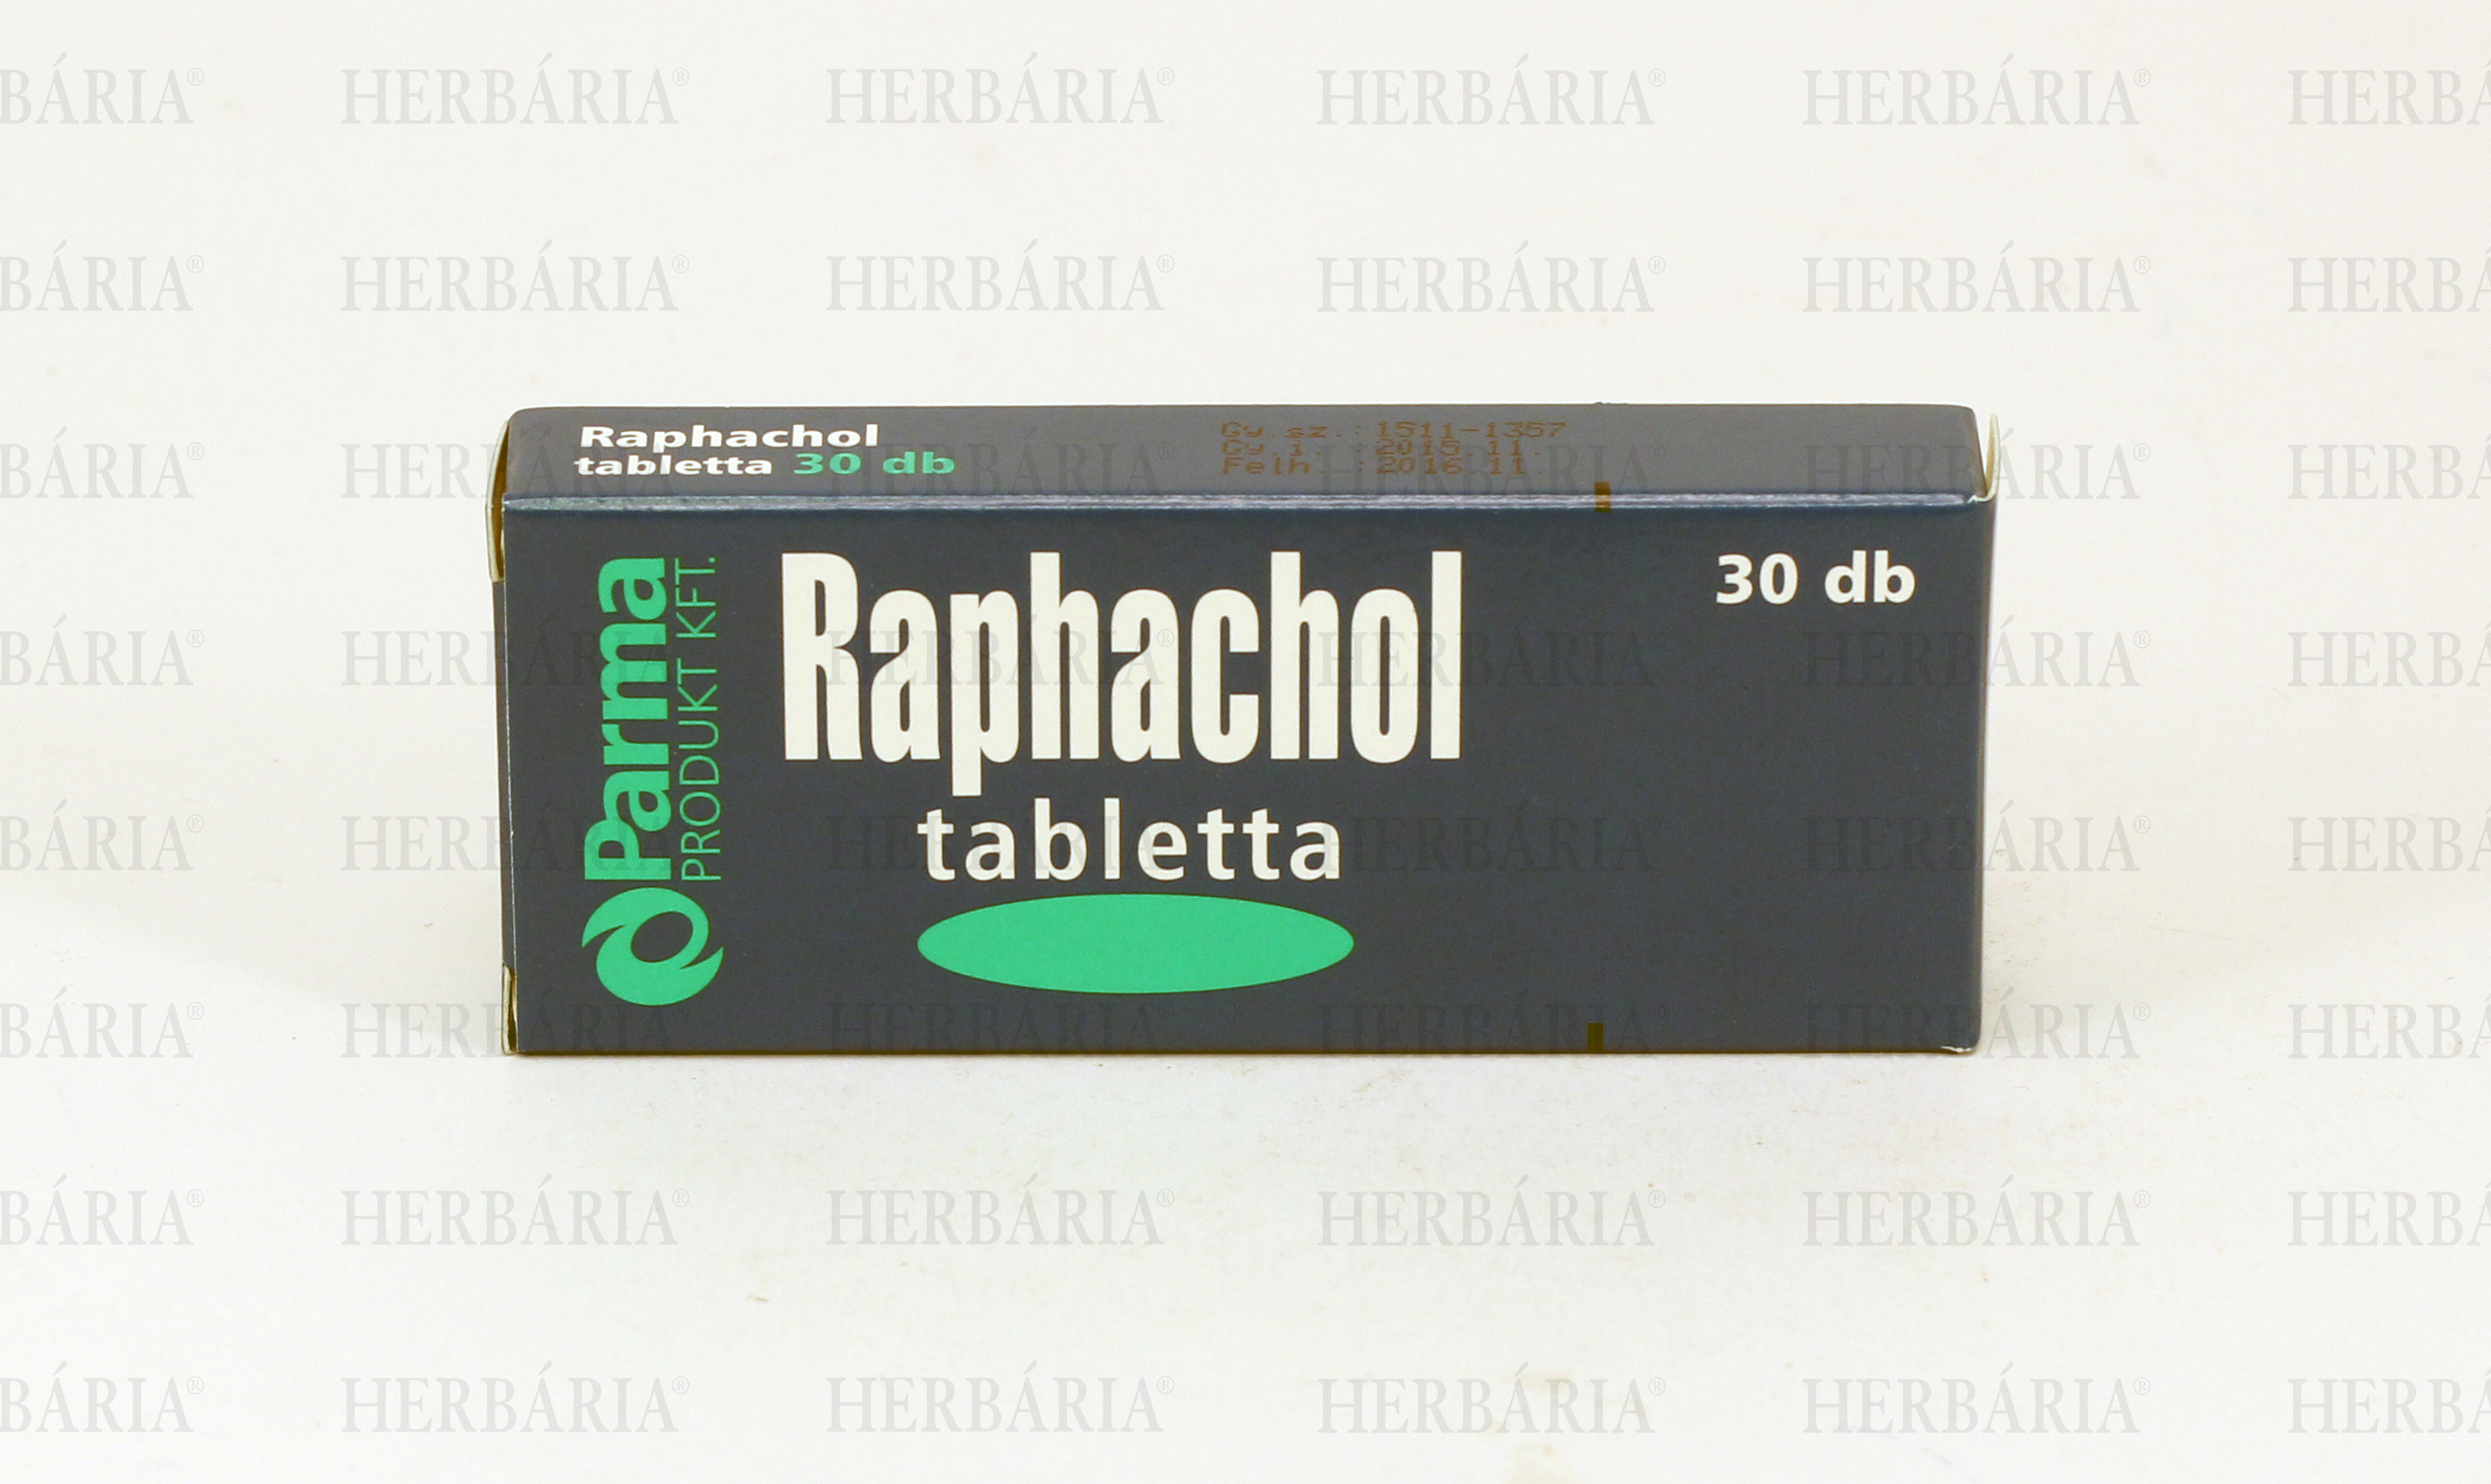 HERBÁRIA®
Raphachol
tabletta 30 db
Gy.sz.: 1511-1357
Gy.i. : 2015.11.
Felh. : 2016.11.
Parma
PRODUKT KFT.
Raphachol
tabletta
30 db